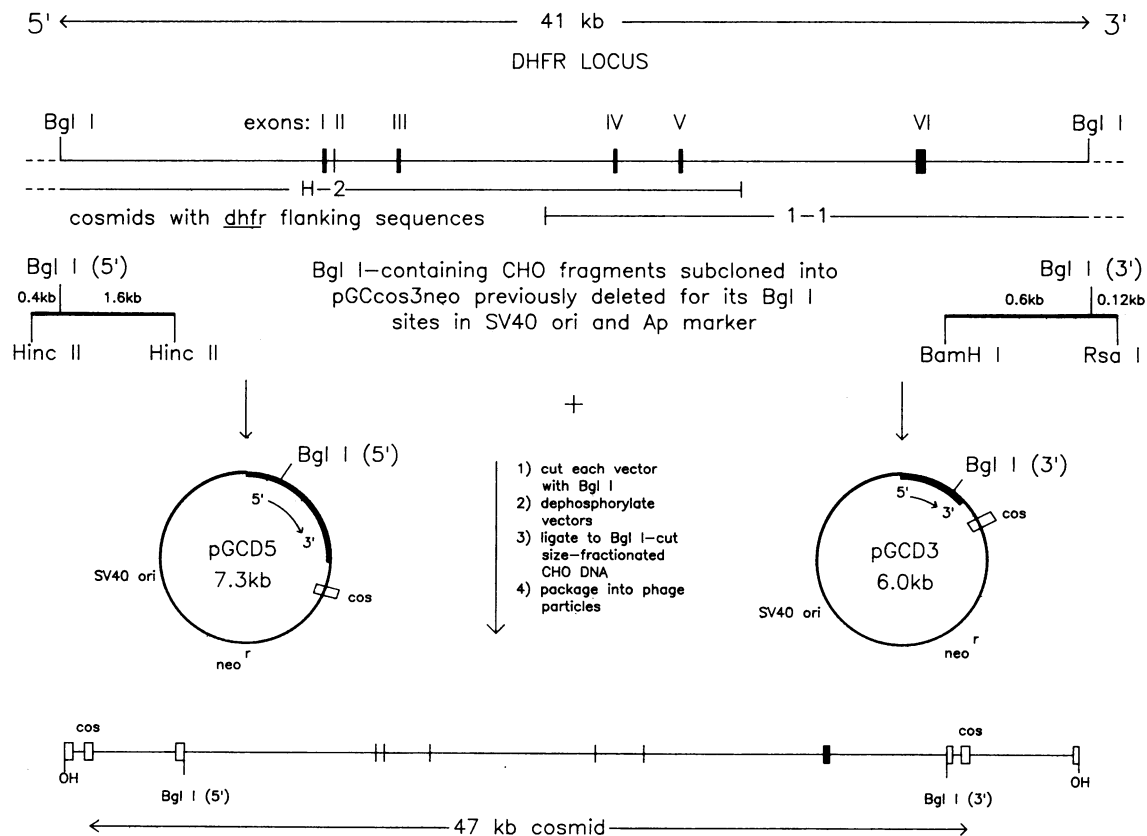 5' 41 kb 3'
DHFR LOCUS
Bgl I exons: I II III IV V VI Bgl I
H-2
cosmids with dhfr flanking sequences 1-1
Bgl I (5') Bgl I-containing CHO fragments subcloned into Bgl I (3')
0.4kb 1.6kb pGCcos3neo previously deleted for its Bgl I 0.6kb 0.12kb
sites in SV40 ori and Ap marker
Hinc II Hinc II BamH I Rsa I
+
Bgl I (5') Bgl I (3')
1) cut each vector
with Bgl I
2) dephosphorylate
vectors
3) ligate to Bgl I-cut
size-fractionated
CHO DNA
4) package into phage
particles
5' 3'
pGCD5
7.3kb
SV40 ori
cos
neo r
5' 3'
cos
pGCD3
6.0kb
SV40 ori
neo r
cos cos
OH Bgl I (5') Bgl I (3') OH
47 kb cosmid